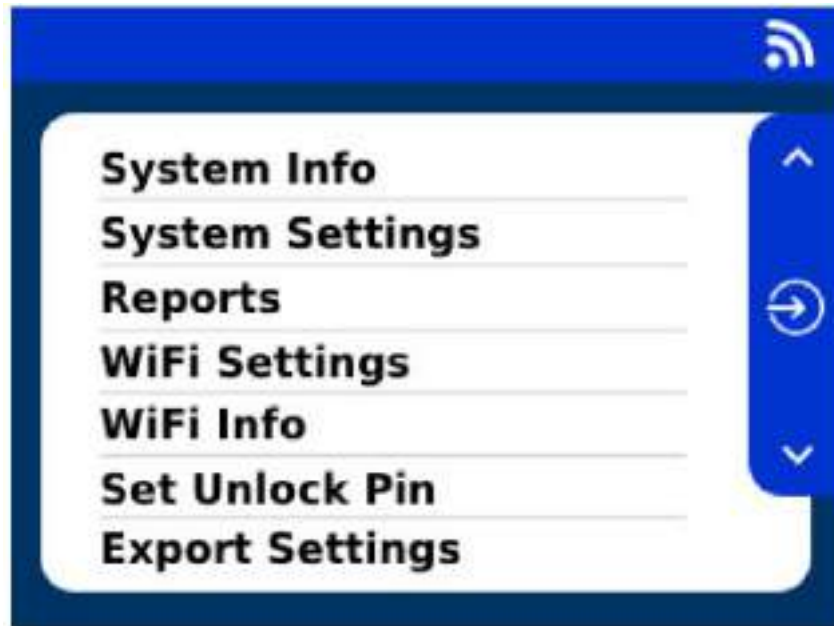 System Info
System Settings
Reports
WiFi Settings
WiFi Info
Set Unlock Pin
Export Settings